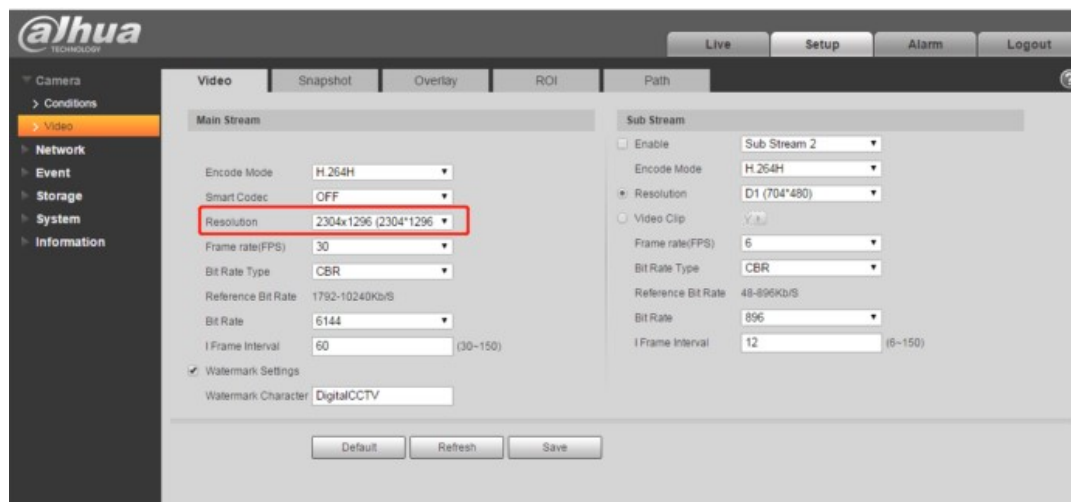 alhua
TECHNOLOGY
Live Setup Alarm Logout
Camera
Conditions
Video
Network
Event
Storage
System
Information
Video Snapshot Overlay ROI Path
Main Stream
Encode Mode H.264H
Smart Codec OFF
Resolution 2304x1296 (2304*1296
Frame rate(FPS) 30
Bit Rate Type CBR
Reference Bit Rate 1792-10240Kb/S
Bit Rate 6144
I Frame Interval 60 (30~150)
Watermark Settings
Watermark Character DigitalCCTV
Sub Stream
Enable Sub Stream 2
Encode Mode H.264H
Resolution D1 (704*480)
Video Clip
Frame rate(FPS) 6
Bit Rate Type CBR
Reference Bit Rate 48-896Kb/S
Bit Rate 896
I Frame Interval 12 (6~150)
Default Refresh Save